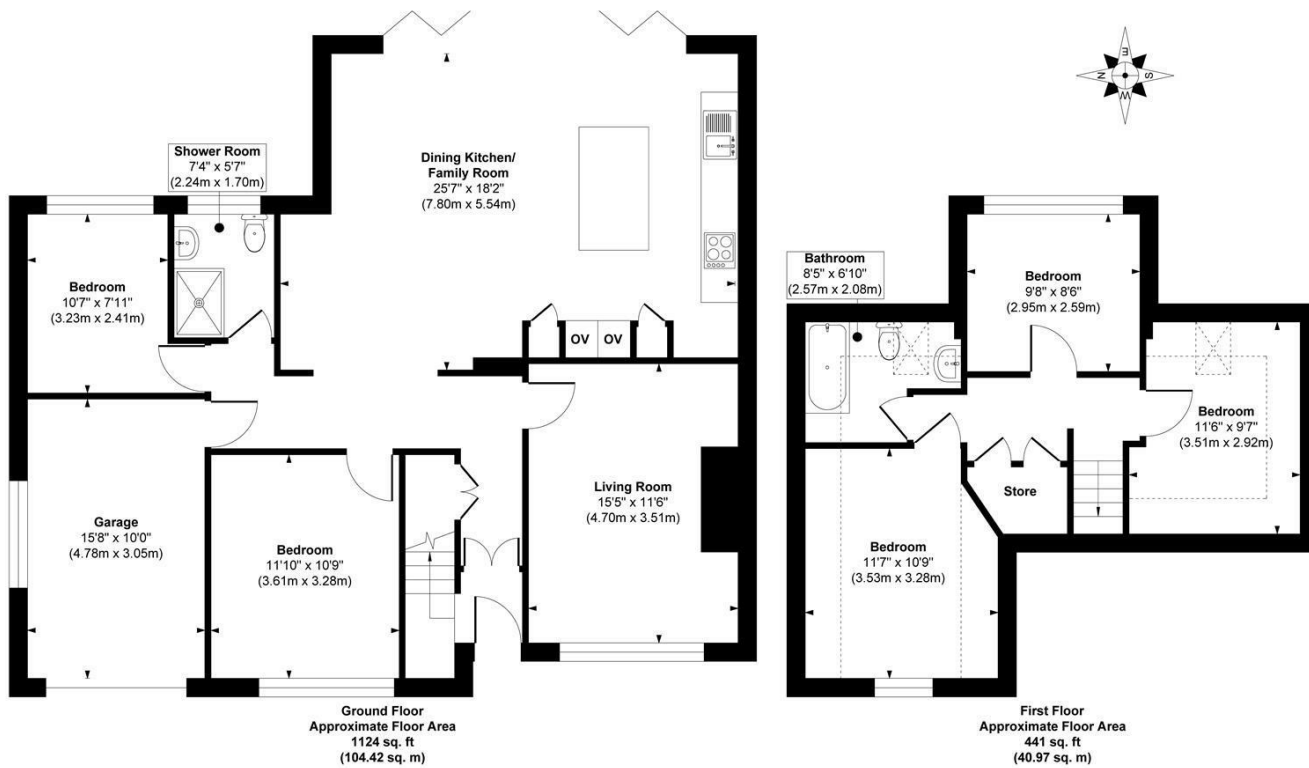 E
N
S
W
Shower Room
7'4" x 5'7"
(2.24m x 1.70m)
Dining Kitchen/
Family Room
25'7" x 18'2"
(7.80m x 5.54m)
Bedroom
10'7" x 7'11"
(3.23m x 2.41m)
OV OV
Garage
15'8" x 10'0"
(4.78m x 3.05m)
Bedroom
11'10" x 10'9"
(3.61m x 3.28m)
Living Room
15'5" x 11'6"
(4.70m x 3.51m)
Ground Floor
Approximate Floor Area
1124 sq. ft
(104.42 sq. m)
Bathroom
8'5" x 6'10"
(2.57m x 2.08m)
Bedroom
9'8" x 8'6"
(2.95m x 2.59m)
Bedroom
11'6" x 9'7"
(3.51m x 2.92m)
Store
Bedroom
11'7" x 10'9"
(3.53m x 3.28m)
First Floor
Approximate Floor Area
441 sq. ft
(40.97 sq. m)